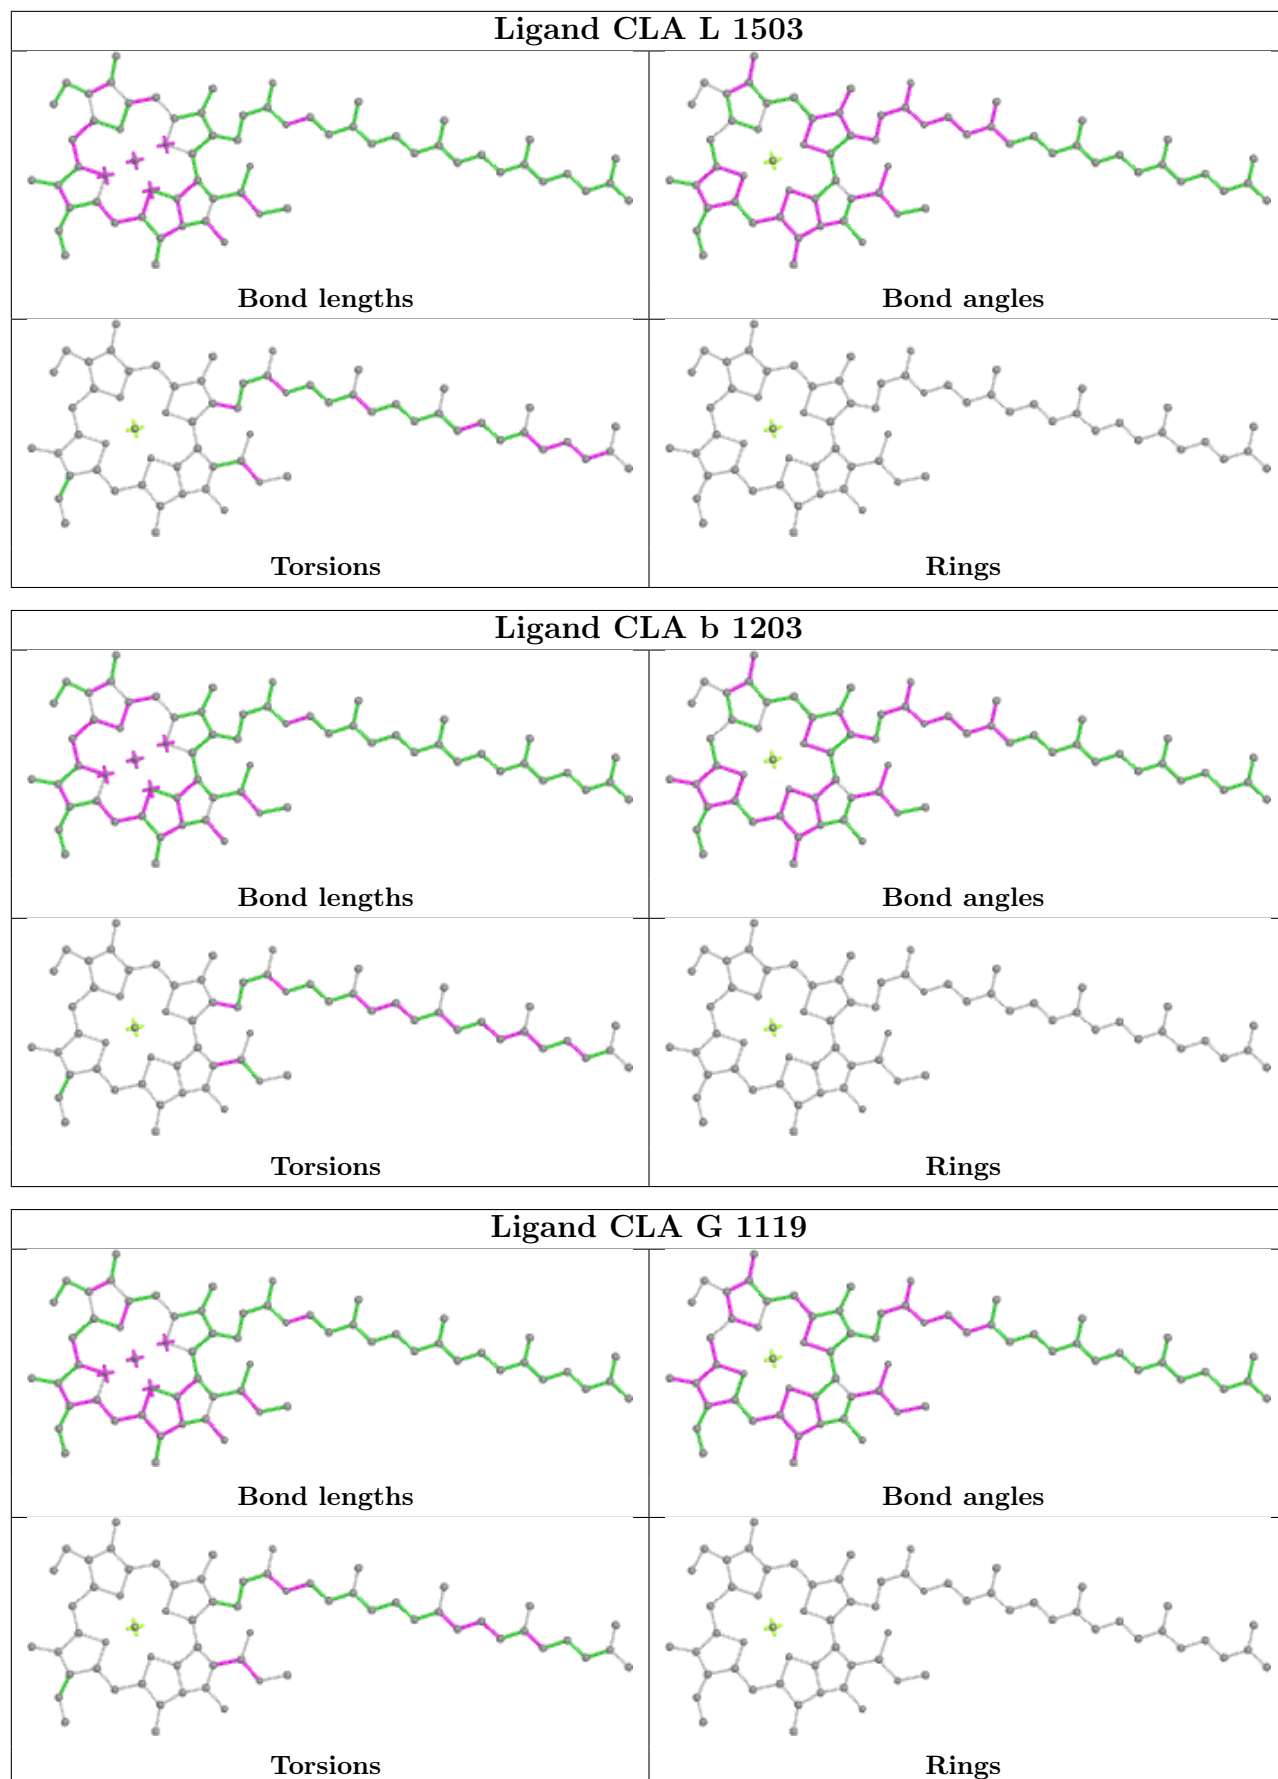 Ligand CLA L 1503
Bond lengths
Bond angles
Torsions
Rings
Ligand CLA b 1203
Bond lengths
Bond angles
Torsions
Rings
Ligand CLA G 1119
Bond lengths
Bond angles
Torsions
Rings